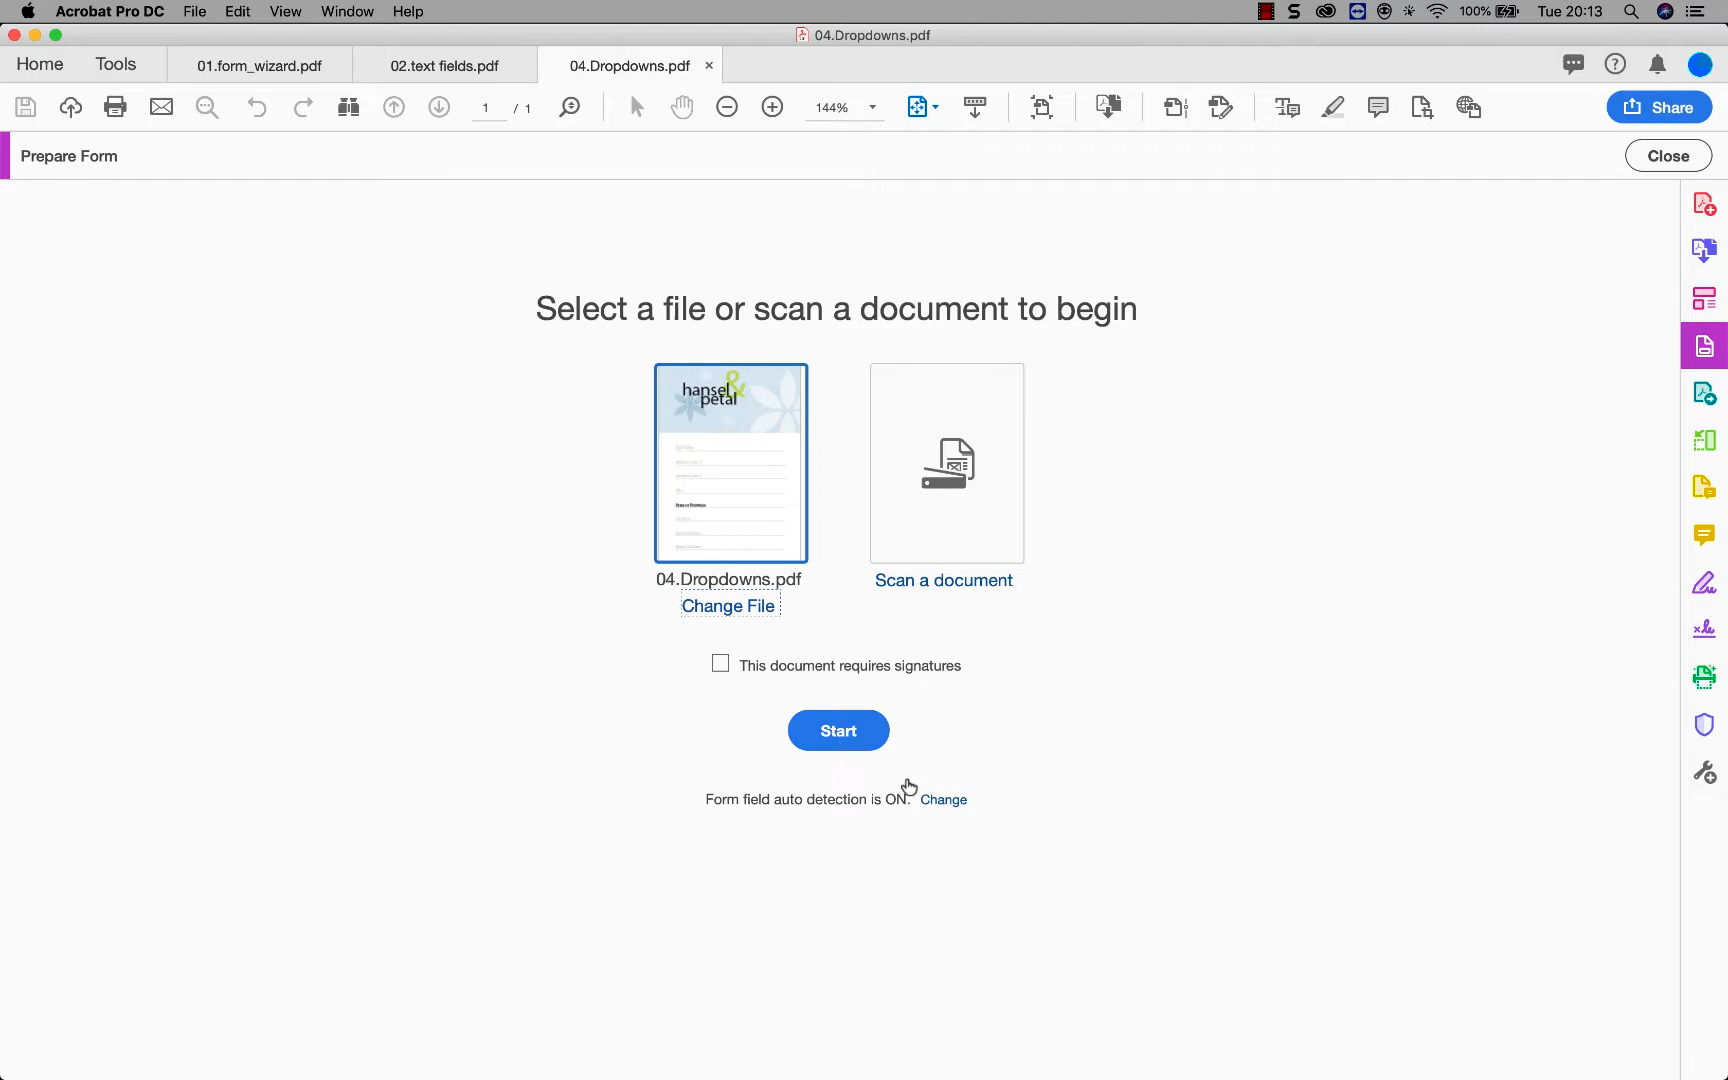 Acrobat Pro DC File Edit View Window Help 100% Tue 20:13
04.Dropdowns.pdf
Home Tools 01.form_wizard.pdf 02.text fields.pdf 04.Dropdowns.pdf ×
1 / 1 144% Share
Prepare Form Close
Select a file or scan a document to begin
hansel &
petal
04.Dropdowns.pdf
Change File
Scan a document
This document requires signatures
Start
Form field auto detection is ON. Change